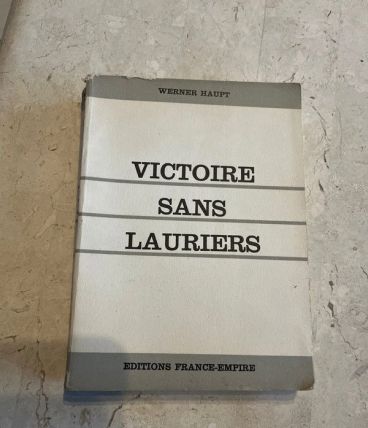 WERNER HAUPT
VICTOIRE
SANS
LAURIERS
EDITIONS FRANCE-EMPIRE